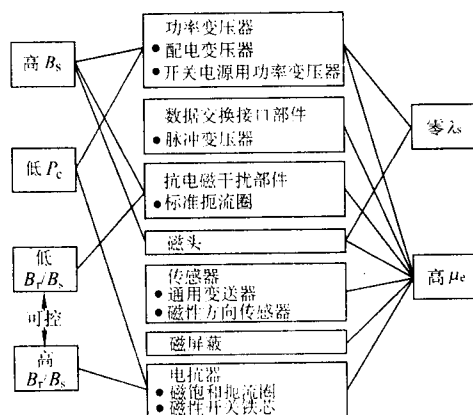 功率变压器
● 配电变压器
● 开关电源用功率变压器
数据交换接口部件
● 脉冲变压器
抗电磁干扰部件
● 标准扼流圈
磁头
传感器
● 通用变送器
● 磁性方向传感器
磁屏蔽
电抗器
● 磁饱和扼流圈
● 磁性开关铁芯
高 Bs
低 Pc
低
Br/Bs
可控
高
Br/Bs
零λs
高 μe